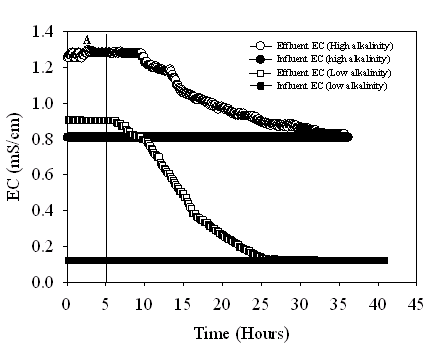 1.4
1.2
1.0
0.8
0.6
0.4
0.2
0.0
EC (mS/cm)
A
Effluent EC (High alkalinity)
Influent EC (high alkalinity)
Effluent EC (Low alkalinity)
Influent EC (low alkalinity)
0 5 10 15 20 25 30 35 40 45
Time (Hours)